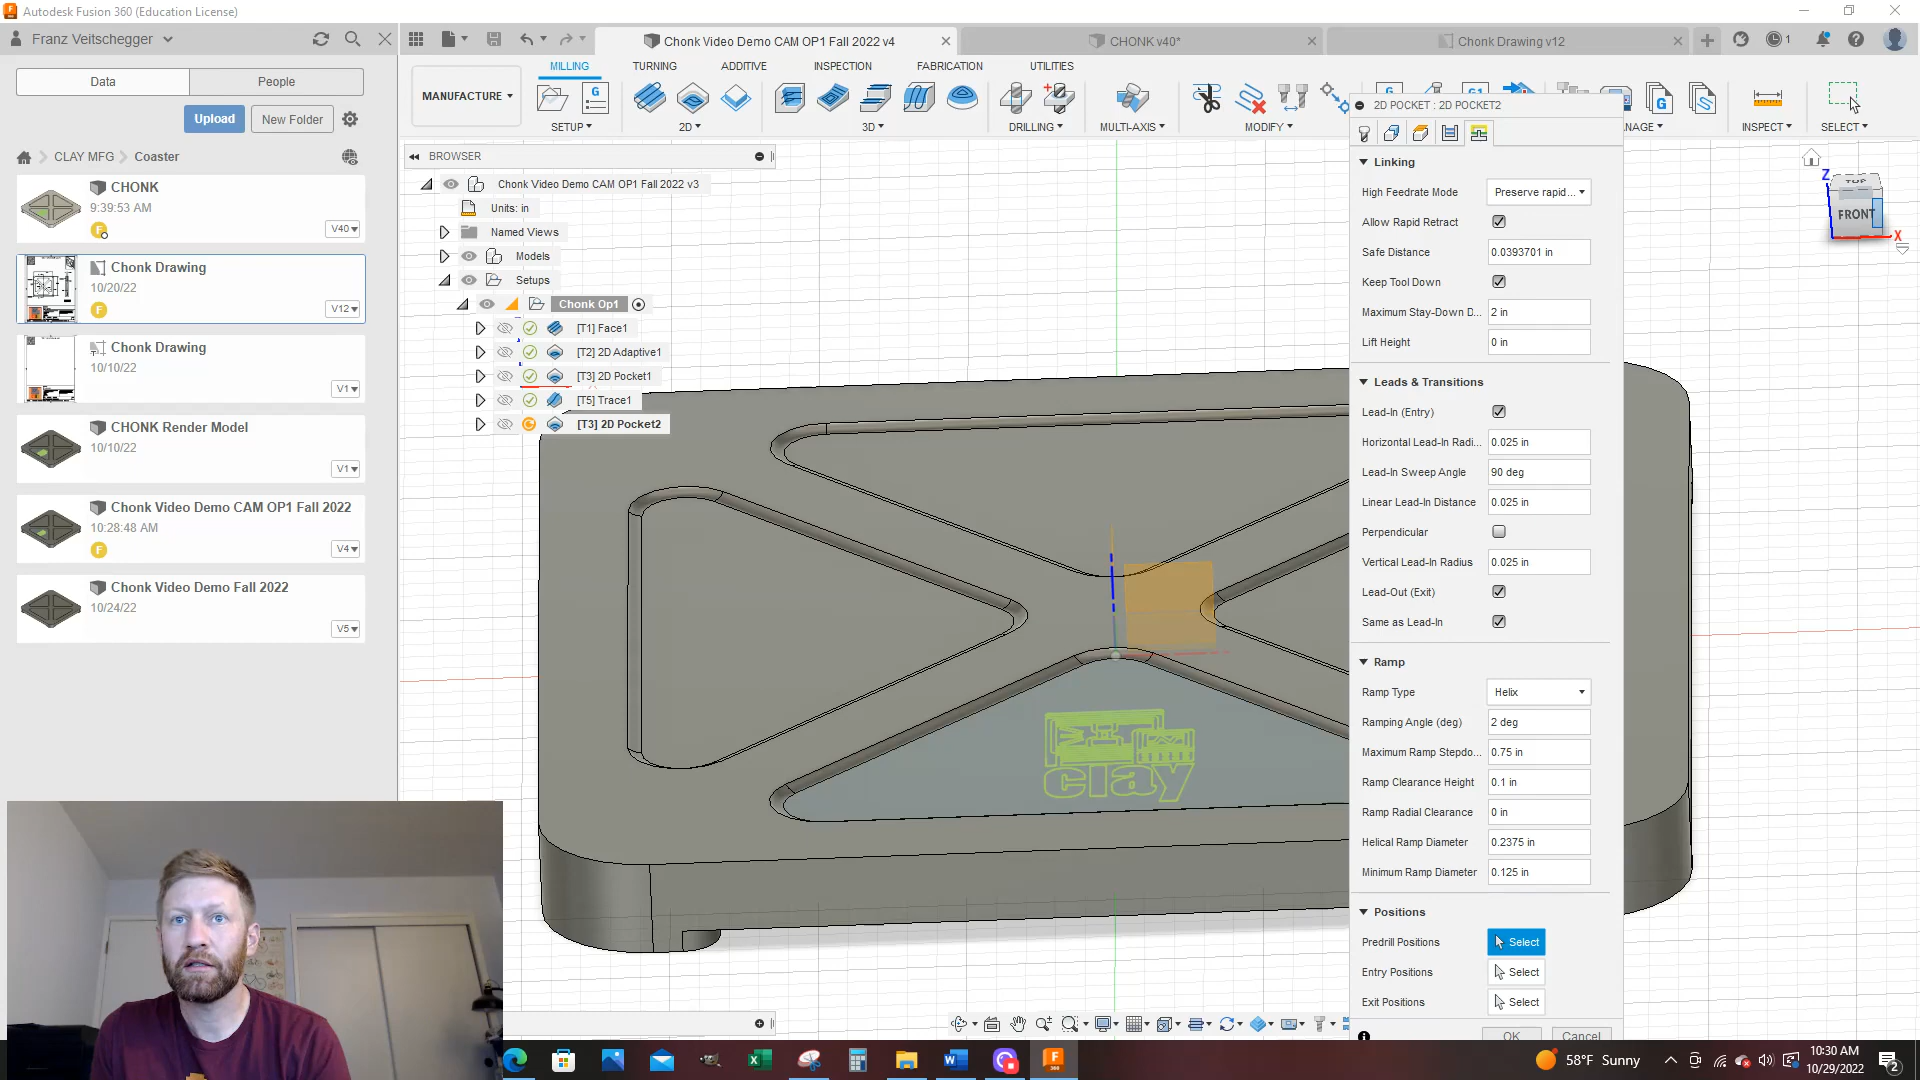 Autodesk Fusion 360 (Education License)
Franz Veitschegger
Chonk Video Demo CAM OP1 Fall 2022 v4
CHONK v40*
Chonk Drawing v12
1
Data
People
MILLING
TURNING
ADDITIVE
INSPECTION
FABRICATION
UTILITIES
MANUFACTURE
Upload
New Folder
SETUP
2D
3D
DRILLING
MULTI-AXIS
MODIFY
NAGE
INSPECT
SELECT
2D POCKET : 2D POCKET2
CLAY MFG
Coaster
BROWSER
CHONK
9:39:53 AM
V40
Chonk Drawing
10/20/22
V12
Chonk Drawing
10/10/22
V1
CHONK Render Model
10/10/22
V1
Chonk Video Demo CAM OP1 Fall 2022
10:28:48 AM
V4
Chonk Video Demo Fall 2022
10/24/22
V5
Chonk Video Demo CAM OP1 Fall 2022 v3
Units: in
Named Views
Models
Setups
Chonk Op1
[T1] Face1
[T2] 2D Adaptive1
[T3] 2D Pocket1
[T5] Trace1
[T3] 2D Pocket2
clay
Z
TOP
FRONT
X
Linking
High Feedrate Mode
Preserve rapid...
Allow Rapid Retract
Safe Distance
0.0393701 in
Keep Tool Down
Maximum Stay-Down D...
2 in
Lift Height
0 in
Leads & Transitions
Lead-In (Entry)
Horizontal Lead-In Radi...
0.025 in
Lead-In Sweep Angle
90 deg
Linear Lead-In Distance
0.025 in
Perpendicular
Vertical Lead-In Radius
0.025 in
Lead-Out (Exit)
Same as Lead-In
Ramp
Ramp Type
Helix
Ramping Angle (deg)
2 deg
Maximum Ramp Stepdo...
0.75 in
Ramp Clearance Height
0.1 in
Ramp Radial Clearance
0 in
Helical Ramp Diameter
0.2375 in
Minimum Ramp Diameter
0.125 in
Positions
Predrill Positions
Select
Entry Positions
Select
Exit Positions
Select
OK
Cancel
58°F Sunny
10:30 AM
10/29/2022
2